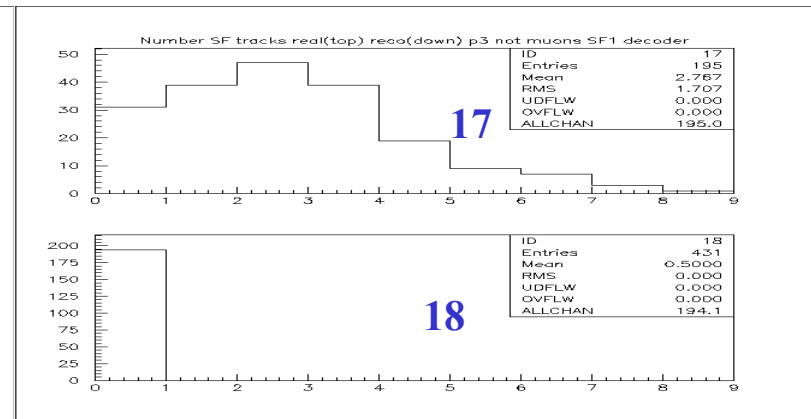 Number SF tracks real(top) reco(down) p3 not muons SF1 decoder
ID 17
Entries 195
Mean 2.767
RMS 1.707
UDFLW 0.000
OVFLW 0.000
ALLCHAN 195.0
17
50
40
30
20
10
0
0 1 2 3 4 5 6 7 8 9
ID 18
Entries 431
Mean 0.5000
RMS 0.000
UDFLW 0.000
OVFLW 0.000
ALLCHAN 194.1
18
200
175
150
125
100
75
50
25
0
0 1 2 3 4 5 6 7 8 9